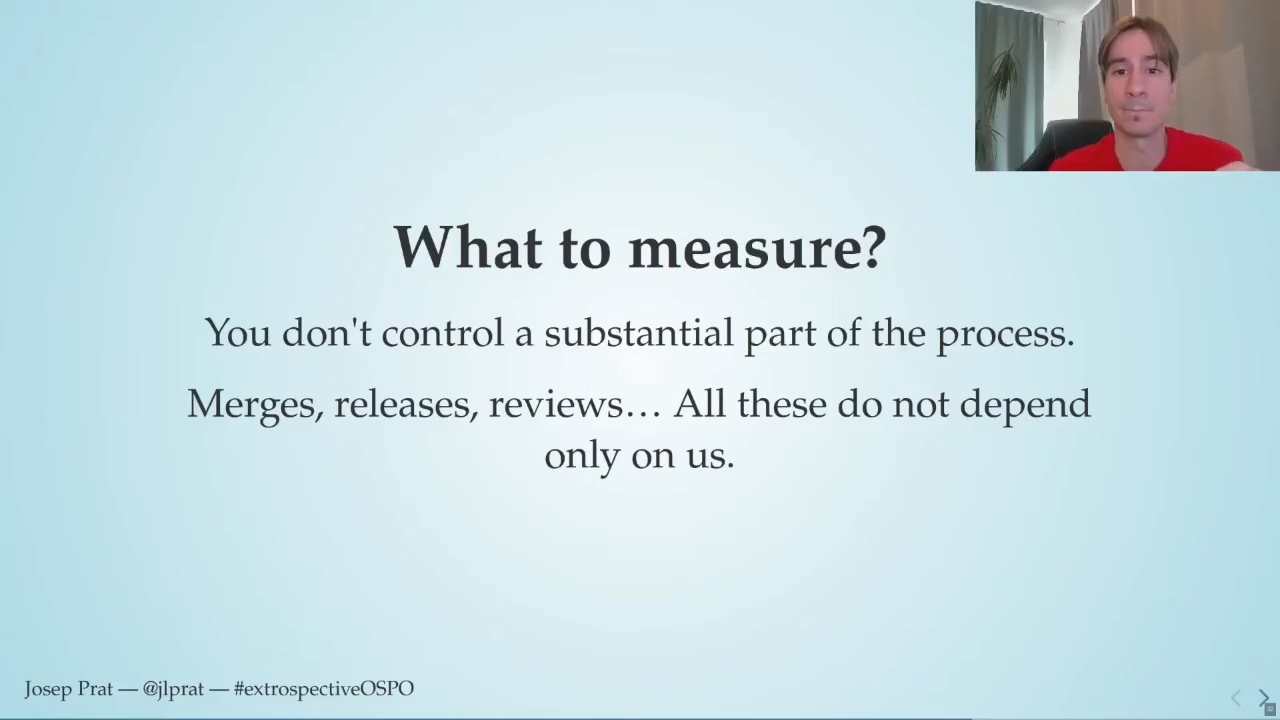 What to measure?
You don't control a substantial part of the process.
Merges, releases, reviews… All these do not depend
only on us.
Josep Prat — @jlprat — #extrospectiveOSPO